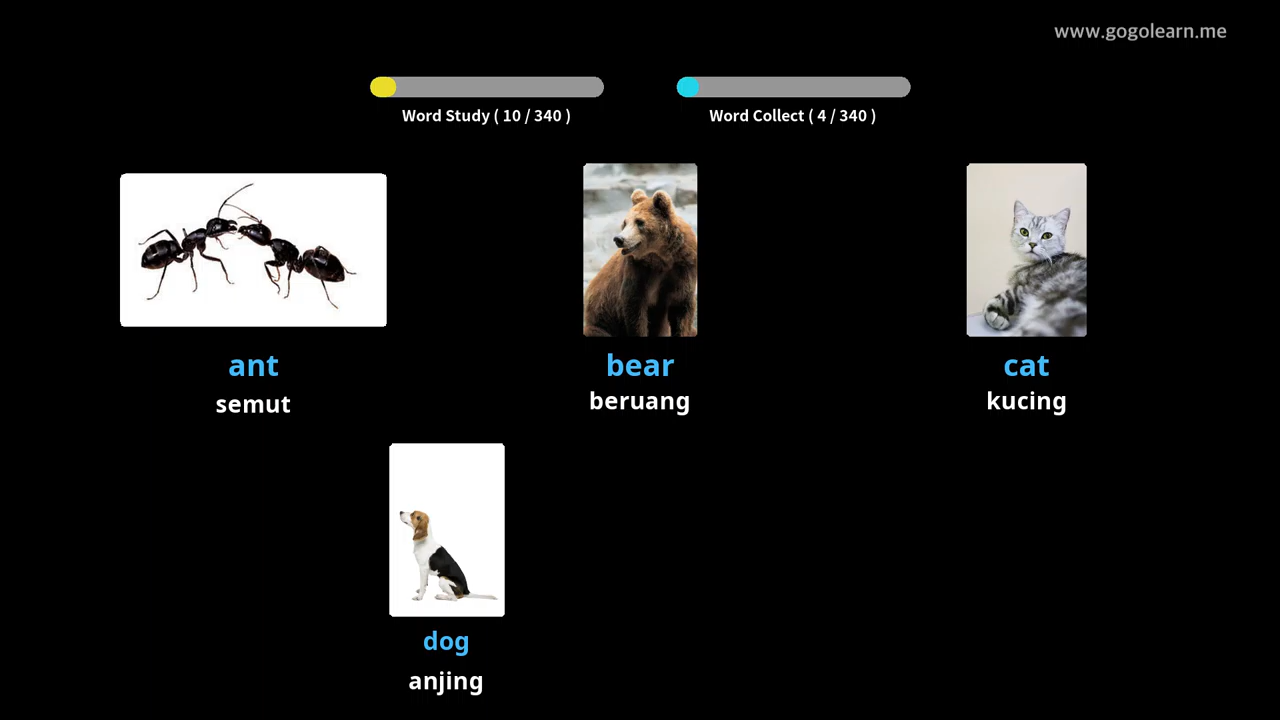 www.gogolearn.me
Word Study ( 10 / 340 )
Word Collect ( 4 / 340 )
ant
semut
bear
beruang
cat
kucing
dog
anjing